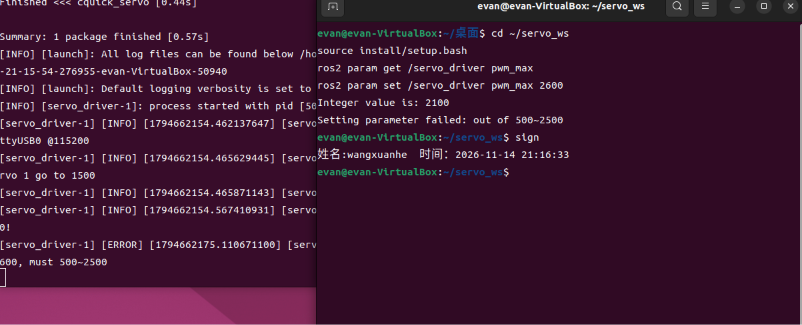 Finished <<< cquick_servo [0.44s]
Summary: 1 package finished [0.57s]
[INFO] [launch]: All log files can be found below /ho
-21-15-54-276955-evan-VirtualBox-50940
[INFO] [launch]: Default logging verbosity is set to
[INFO] [servo_driver-1]: process started with pid [50
[servo_driver-1] [INFO] [1794662154.462137647] [servo
ttyUSB0 @115200
[servo_driver-1] [INFO] [1794662154.465629445] [servo
rvo 1 go to 1500
[servo_driver-1] [INFO] [1794662154.465871143] [servo
[servo_driver-1] [INFO] [1794662154.567410931] [servo
0!
[servo_driver-1] [ERROR] [1794662175.110671100] [serv
600, must 500~2500
evan@evan-VirtualBox: ~/servo_ws
evan@evan-VirtualBox:~/桌面$ cd ~/servo_ws
source install/setup.bash
ros2 param get /servo_driver pwm_max
ros2 param set /servo_driver pwm_max 2600
Integer value is: 2100
Setting parameter failed: out of 500~2500
evan@evan-VirtualBox:~/servo_ws$ sign
姓名:wangxuanhe 时间: 2026-11-14 21:16:33
evan@evan-VirtualBox:~/servo_ws$